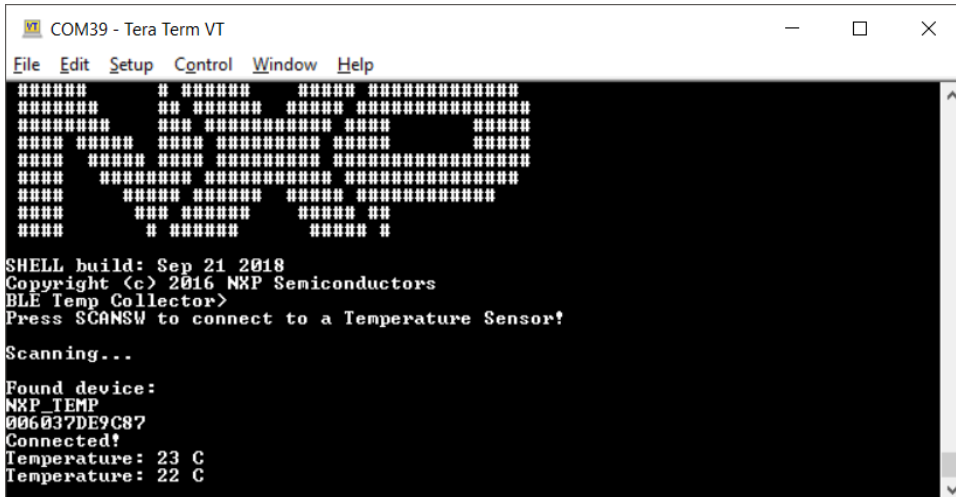 COM39 - Tera Term VT
File Edit Setup Control Window Help
###### # ###### ##### #############
####### ## ###### ##### ###############
######## ### ########### #### #####
#### ##### #### ######### ##### #####
#### ##### #### ######### #################
#### ######## ########### ###############
#### ##### ###### ##### ############
#### ### ###### ##### ##
#### # ###### ##### #
SHELL build: Sep 21 2018
Copyright (c) 2016 NXP Semiconductors
BLE Temp Collector>
Press SCANSW to connect to a Temperature Sensor!
Scanning...
Found device:
NXP_TEMP
006037DE9C87
Connected!
Temperature: 23 C
Temperature: 22 C